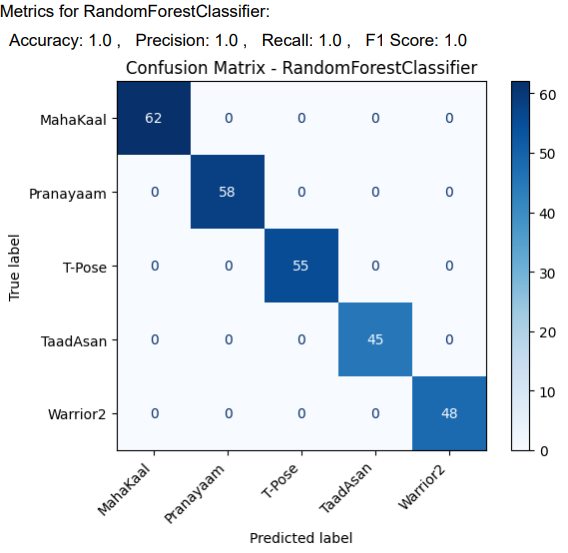 Metrics for RandomForestClassifier:
Accuracy: 1.0 , Precision: 1.0 , Recall: 1.0 , F1 Score: 1.0
Confusion Matrix - RandomForestClassifier
True label
MahaKaal 62 0 0 0 0
Pranayaam 0 58 0 0 0
T-Pose 0 0 55 0 0
TaadAsan 0 0 0 45 0
Warrior2 0 0 0 0 48
MahaKaal Pranayaam T-Pose TaadAsan Warrior2
Predicted label
60
50
40
30
20
10
0